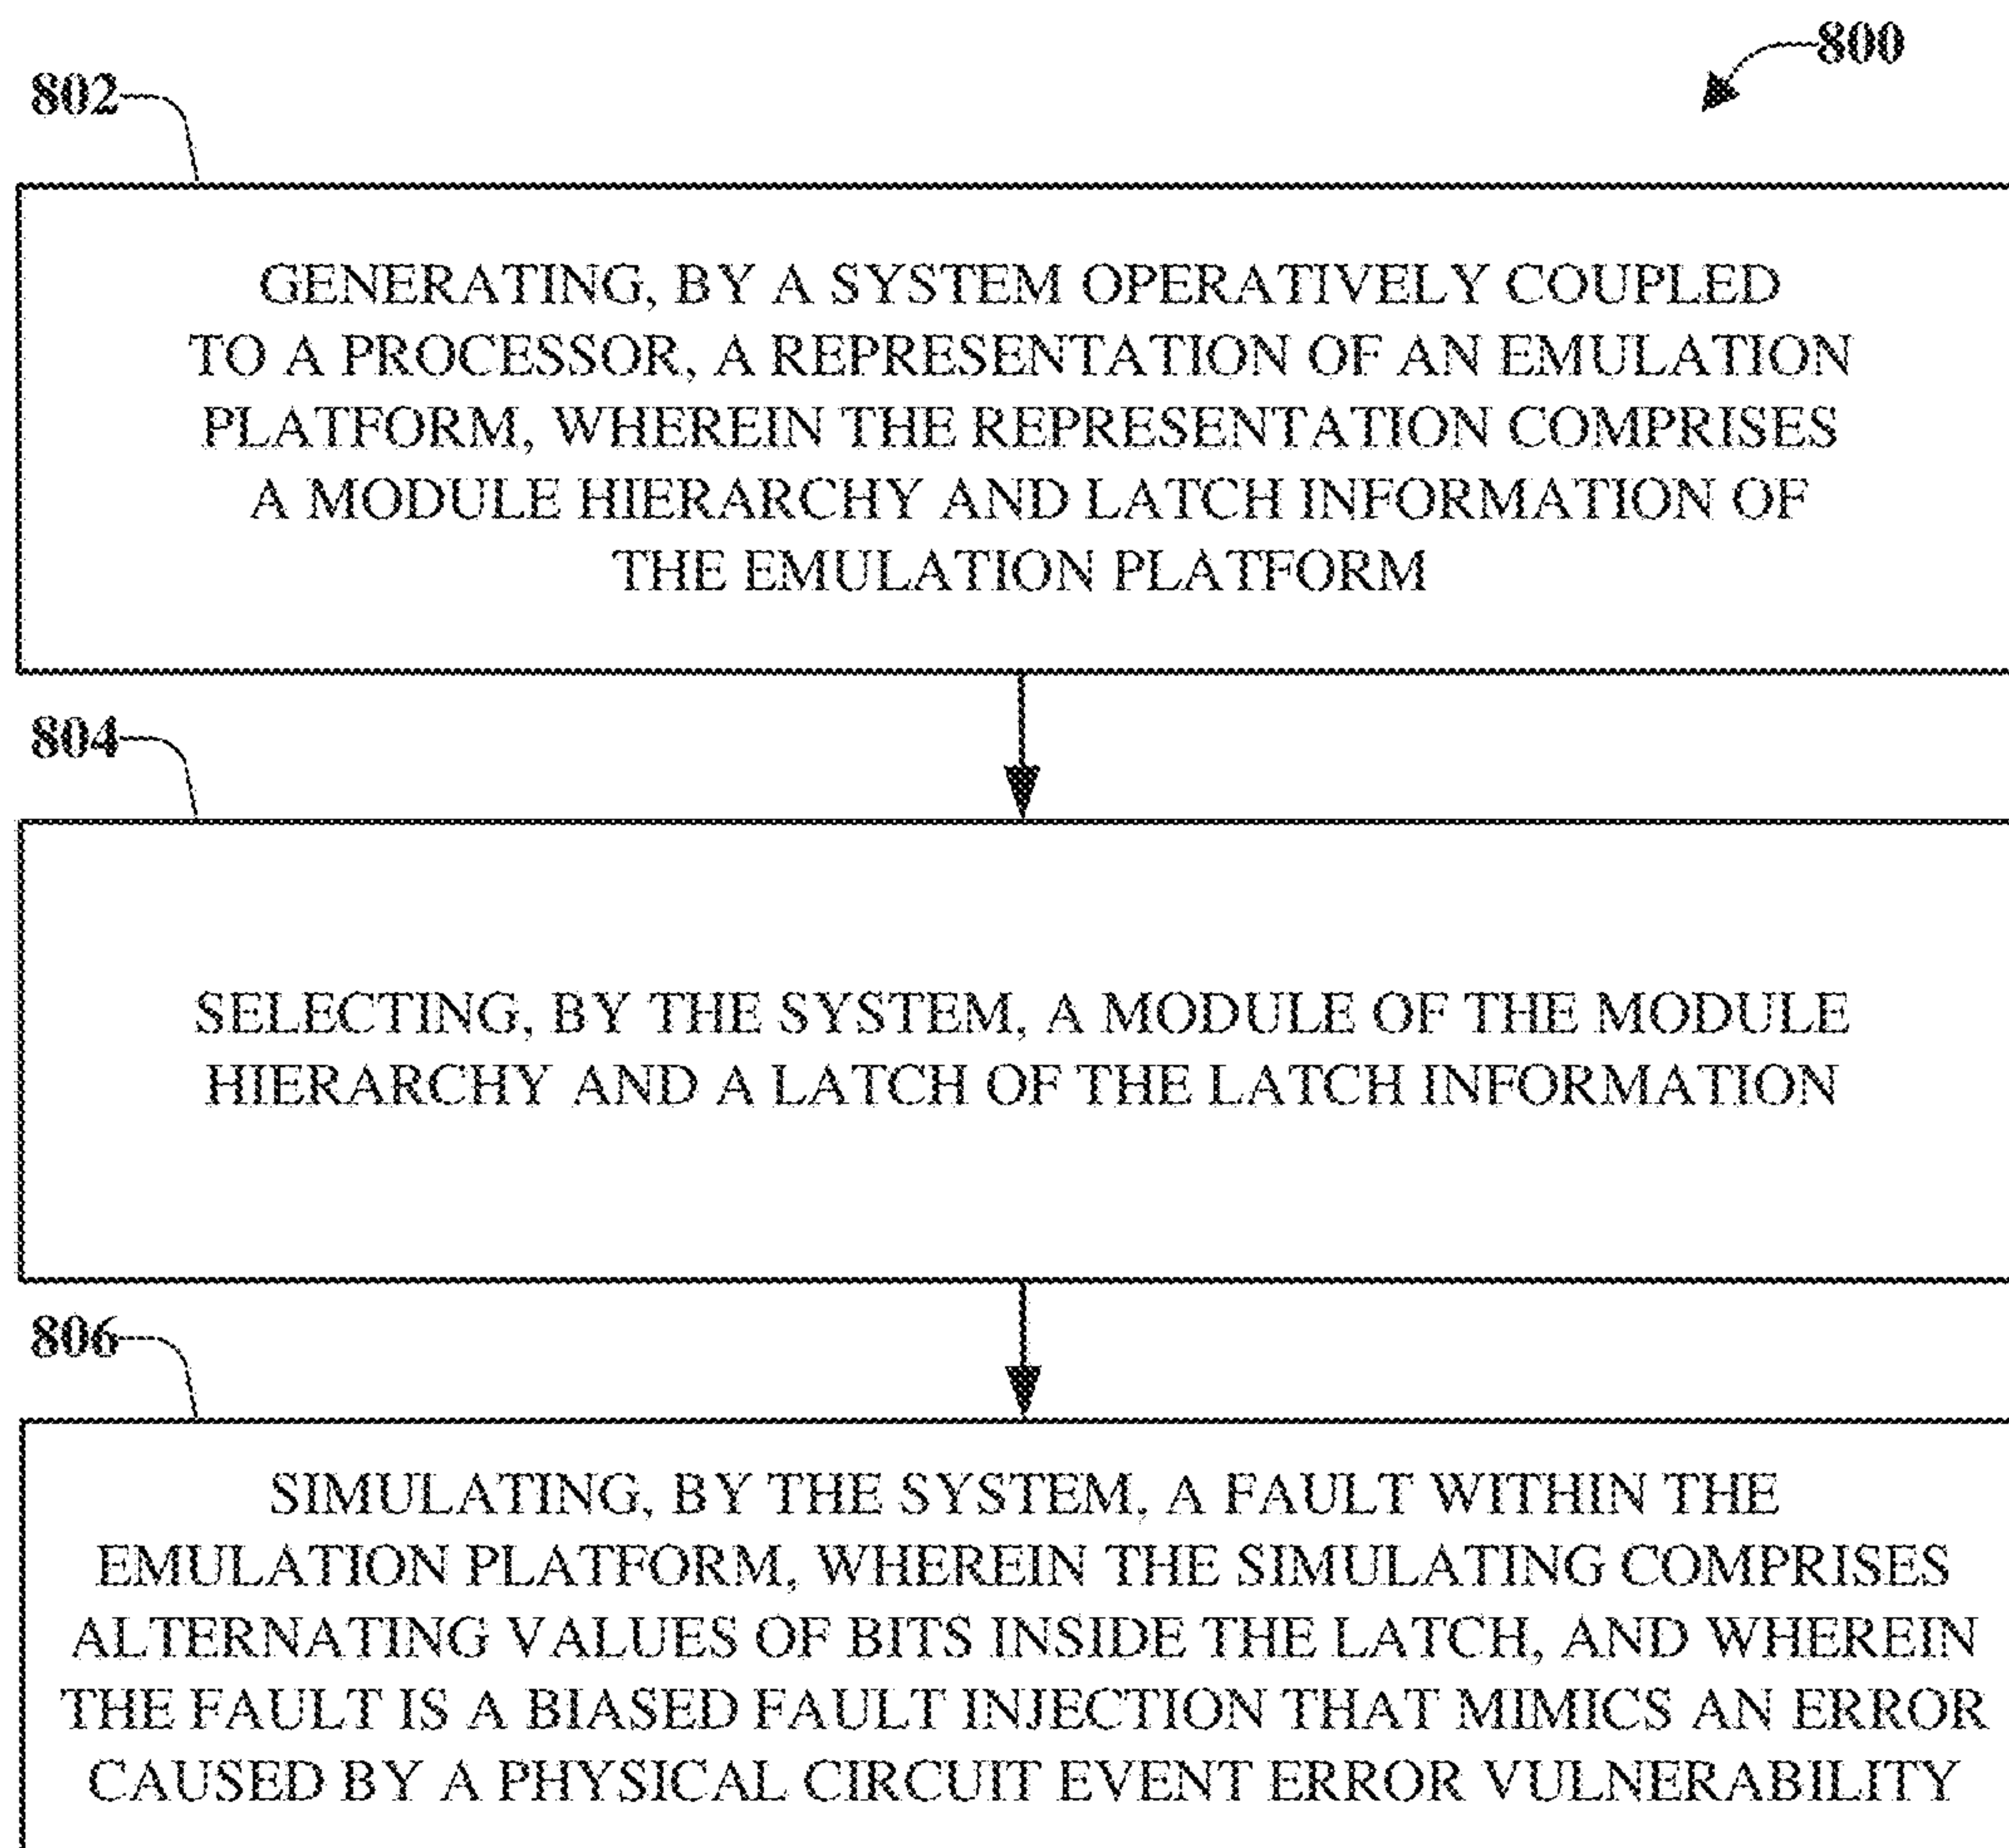 800
802
GENERATING, BY A SYSTEM OPERATIVELY COUPLED
TO A PROCESSOR, A REPRESENTATION OF AN EMULATION
PLATFORM, WHEREIN THE REPRESENTATION COMPRISES
A MODULE HIERARCHY AND LATCH INFORMATION OF
THE EMULATION PLATFORM
804
SELECTING, BY THE SYSTEM, A MODULE OF THE MODULE
HIERARCHY AND A LATCH OF THE LATCH INFORMATION
806
SIMULATING, BY THE SYSTEM, A FAULT WITHIN THE
EMULATION PLATFORM, WHEREIN THE SIMULATING COMPRISES
ALTERNATING VALUES OF BITS INSIDE THE LATCH, AND WHEREIN
THE FAULT IS A BIASED FAULT INJECTION THAT MIMICS AN ERROR
CAUSED BY A PHYSICAL CIRCUIT EVENT ERROR VULNERABILITY